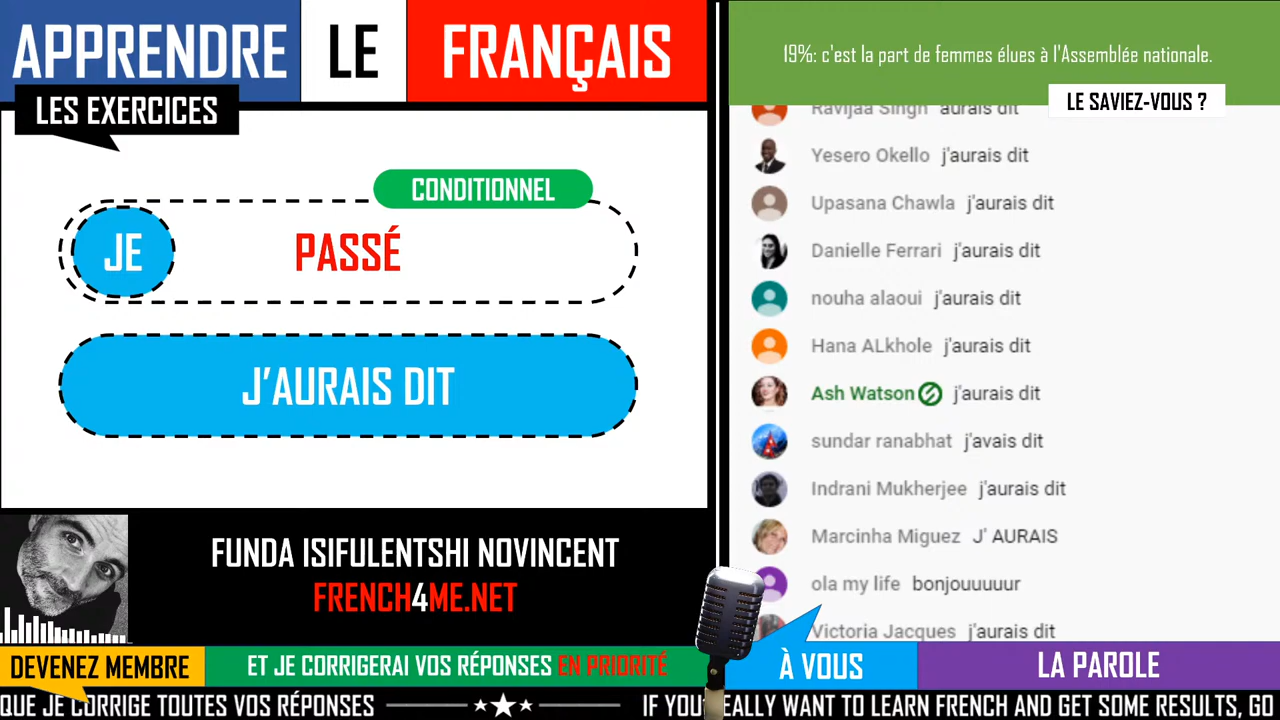 APPRENDRE LE FRANÇAIS
LES EXERCICES
CONDITIONNEL
JE PASSÉ
J'AURAIS DIT
FUNDA ISIFULENTSHI NOVINCENT
FRENCH4ME.NET
DEVENEZ MEMBRE
ET JE CORRIGERAI VOS RÉPONSES EN PRIORITÉ
19%: c'est la part de femmes élues à l'Assemblée nationale.
LE SAVIEZ-VOUS ?
Ravijaa Singh aurais dit
Yesero Okello j'aurais dit
Upasana Chawla j'aurais dit
Danielle Ferrari j'aurais dit
nouha alaoui j'aurais dit
Hana ALkhole j'aurais dit
Ash Watson j'aurais dit
sundar ranabhat j'avais dit
Indrani Mukherjee j'aurais dit
Marcinha Miguez J' AURAIS
ola my life bonjouuuuur
Victoria Jacques j'aurais dit
À VOUS LA PAROLE
QUE JE CORRIGE TOUTES VOS RÉPONSES IF YOU REALLY WANT TO LEARN FRENCH AND GET SOME RESULTS, GO